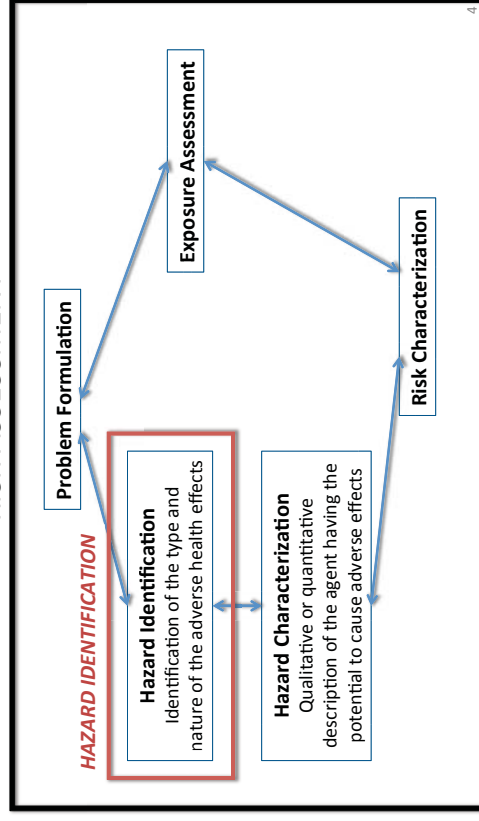 HAZARD IDENTIFICATION
Problem Formulation
Hazard Identification
Identification of the type and
nature of the adverse health effects
Exposure Assessment
Hazard Characterization
Qualitative or quantitative
description of the agent having the
potential to cause adverse effects
Risk Characterization
4